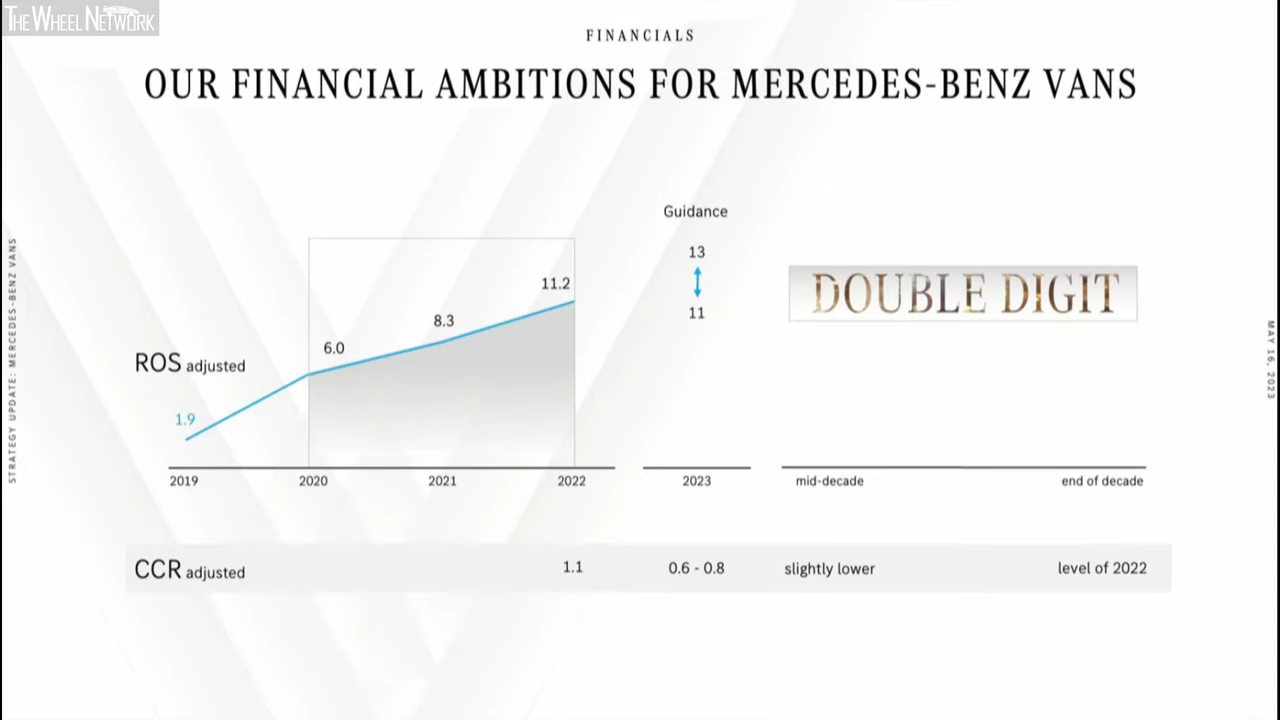 THE WHEEL NETWORK
FINANCIALS
OUR FINANCIAL AMBITIONS FOR MERCEDES-BENZ VANS
STRATEGY UPDATE: MERCEDES-BENZ VANS
MAY 16, 2023
Guidance
13
11
DOUBLE DIGIT
11.2
8.3
6.0
ROS adjusted
1.9
2019 2020 2021 2022 2023 mid-decade end of decade
CCR adjusted 1.1 0.6 - 0.8 slightly lower level of 2022